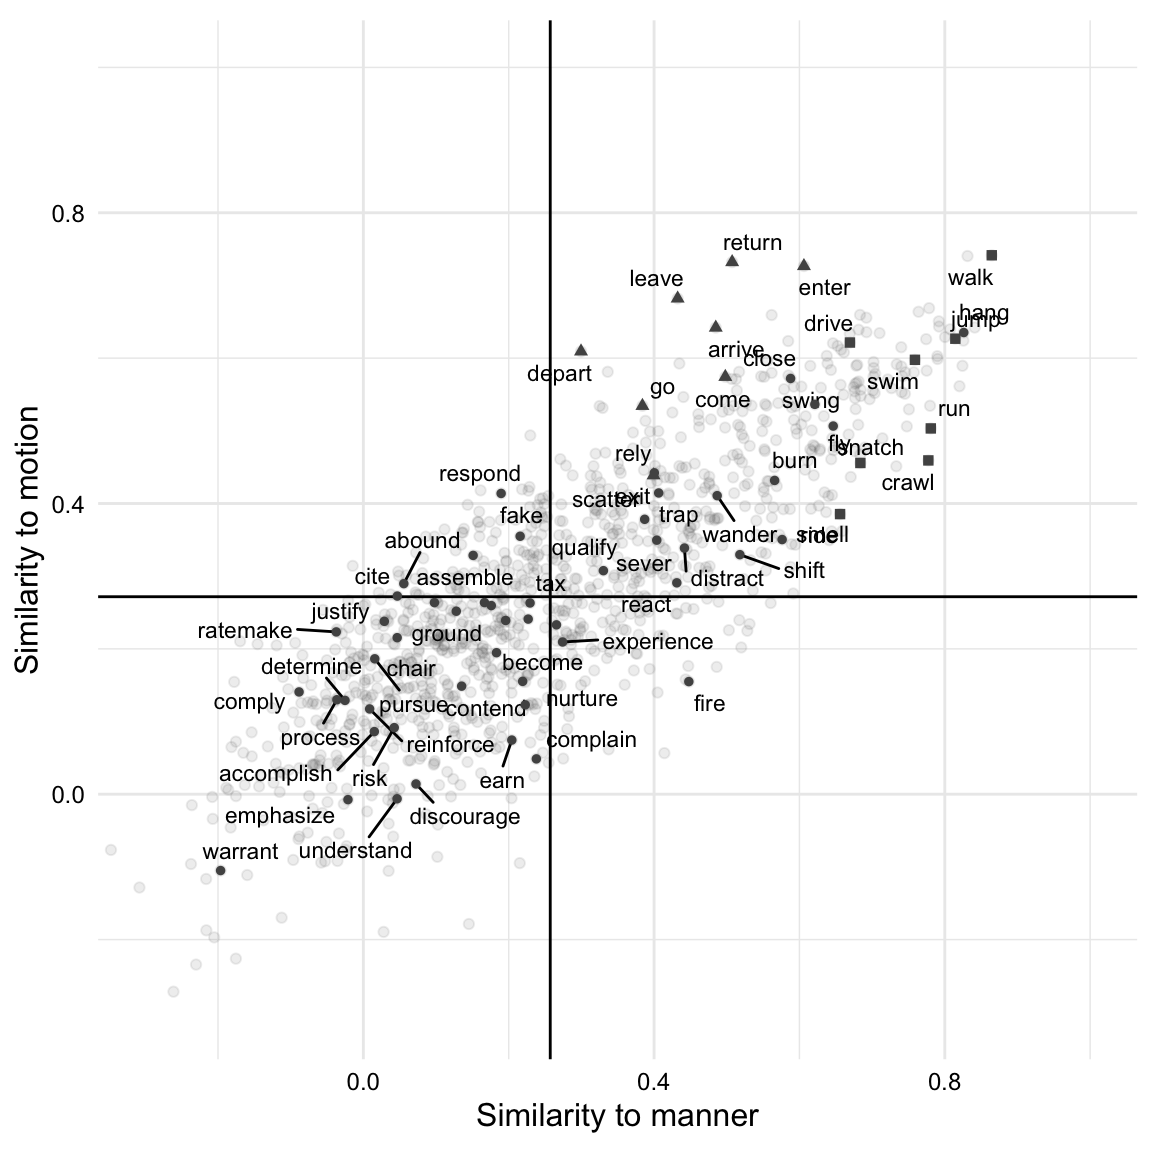 return
leave
enter
walk
hang
jump
drive
arrive
close
depart
go
come
swim
swing
run
fly
snatch
rely
burn
crawl
respond
scatter
exit
trap
fake
wander
smell
ride
abound
qualify
sever
distract
shift
cite
assemble
tax
react
justify
ratemake
ground
experience
determine
chair
become
comply
pursue
contend
nurture
fire
process
reinforce
complain
accomplish
risk
earn
emphasize
discourage
warrant
understand
0.8
0.4
0.0
Similarity to motion
0.0
0.4
0.8
Similarity to manner